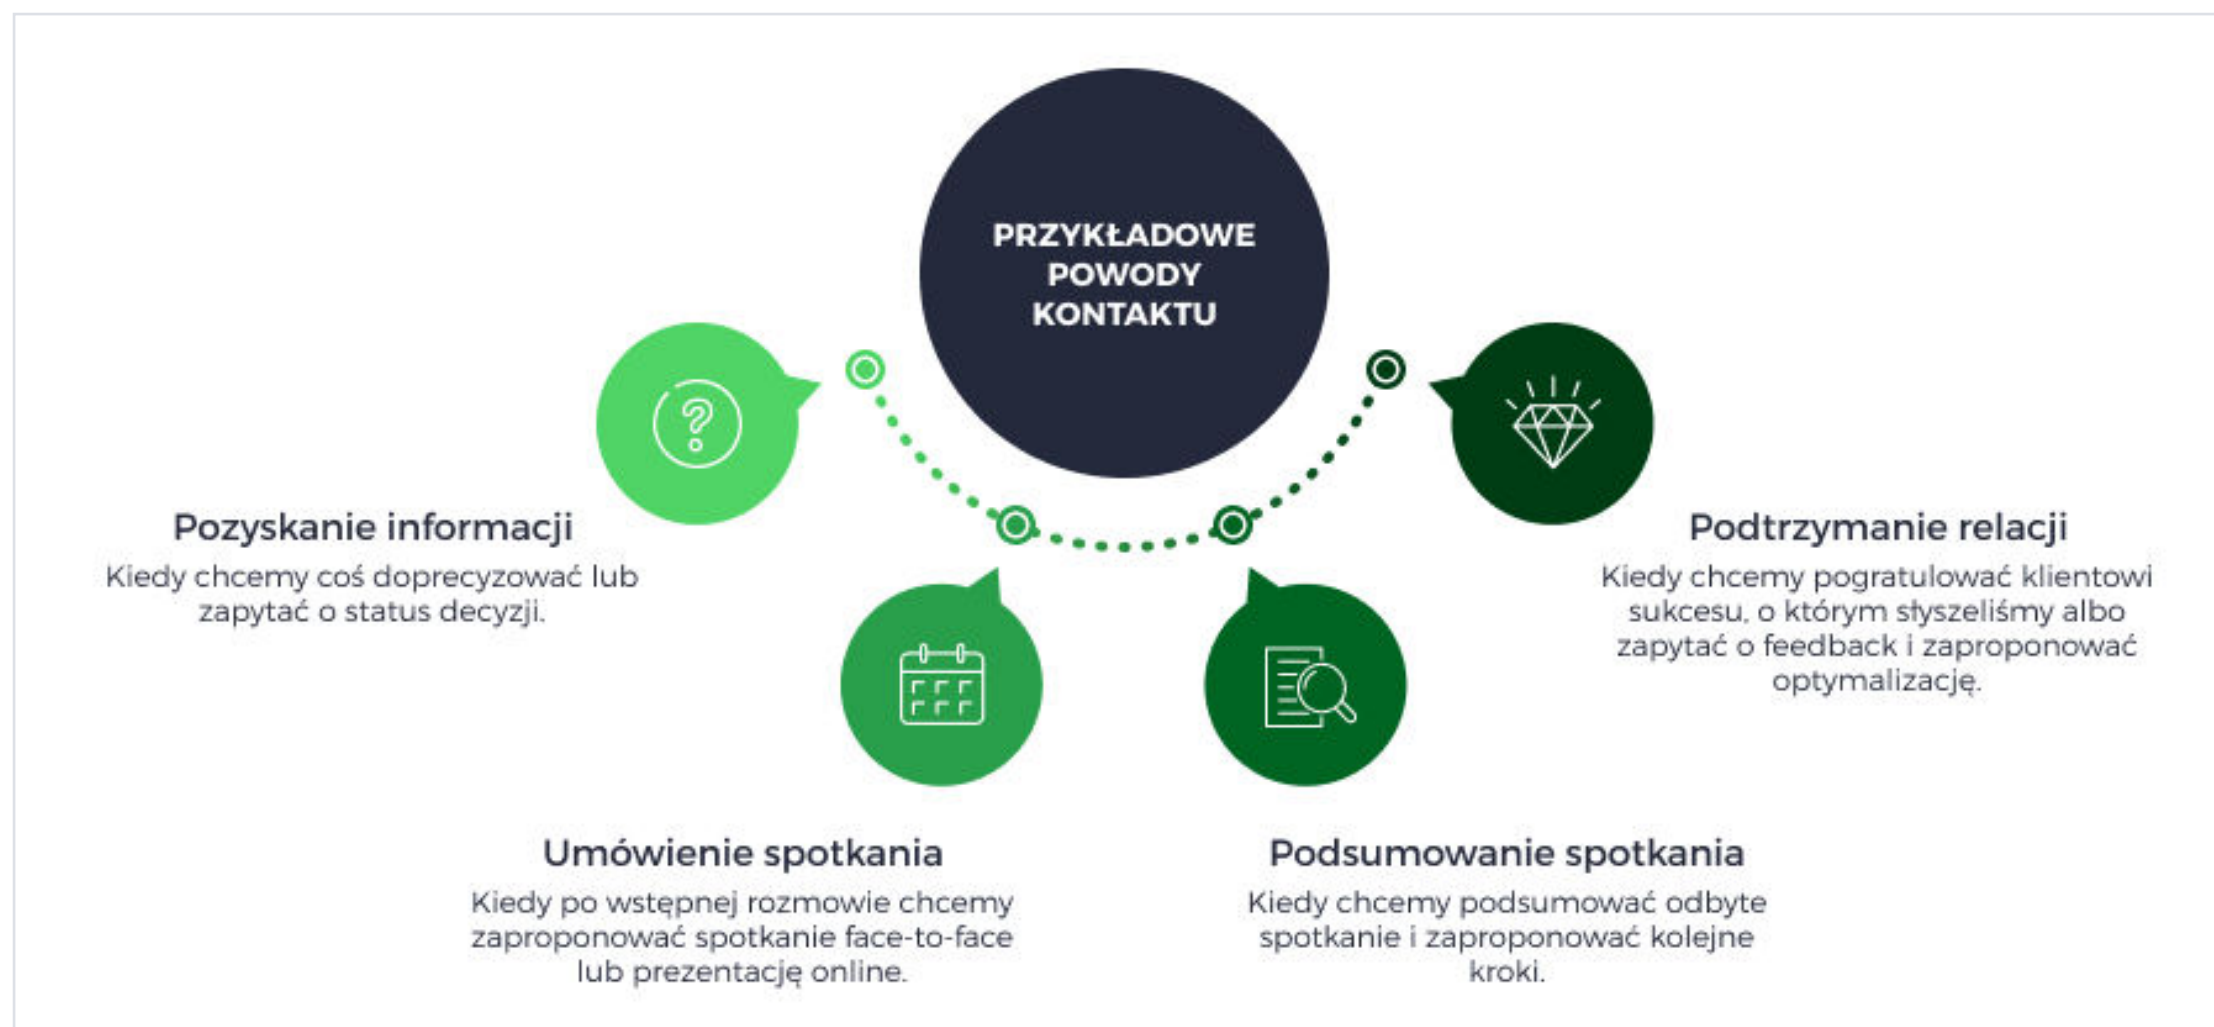 PRZYKŁADOWE
POWODY
KONTAKTU
Pozyskanie informacji
Kiedy chcemy coś doprecyzować lub
zapytać o status decyzji.
Umówienie spotkania
Kiedy po wstępnej rozmowie chcemy
zaproponować spotkanie face-to-face
lub prezentację online.
Podsumowanie spotkania
Kiedy chcemy podsumować odbyte
spotkanie i zaproponować kolejne
kroki.
Podtrzymanie relacji
Kiedy chcemy pogratulować klientowi
sukcesu, o którym słyszeliśmy albo
zapytać o feedback i zaproponować
optymalizację.